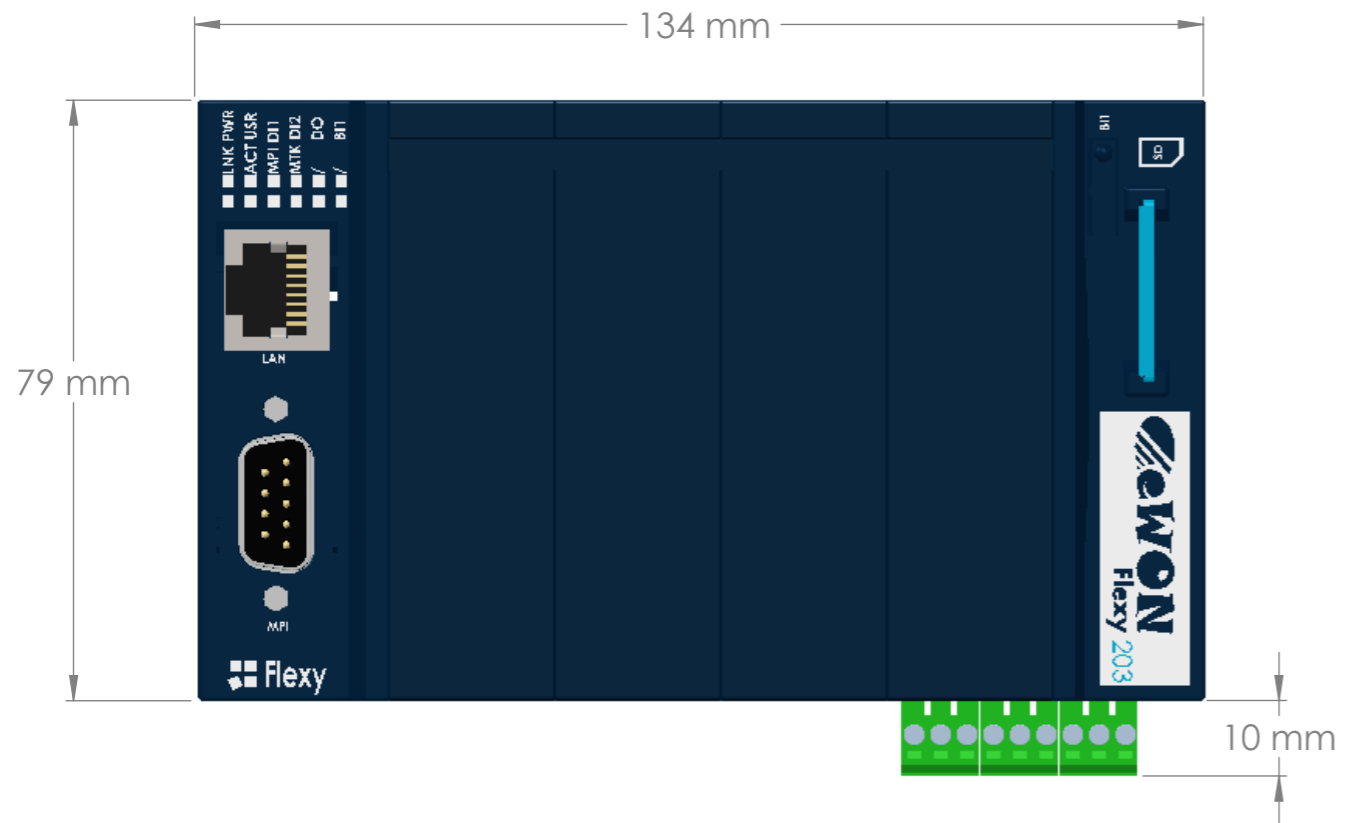 134 mm
LNK PWR
ACT USR
MPI DI1
MTK DI2
/ DO
/ BI1
BI1
SD
LAN
79 mm
MPI
Flexy
eWON
Flexy 203
10 mm